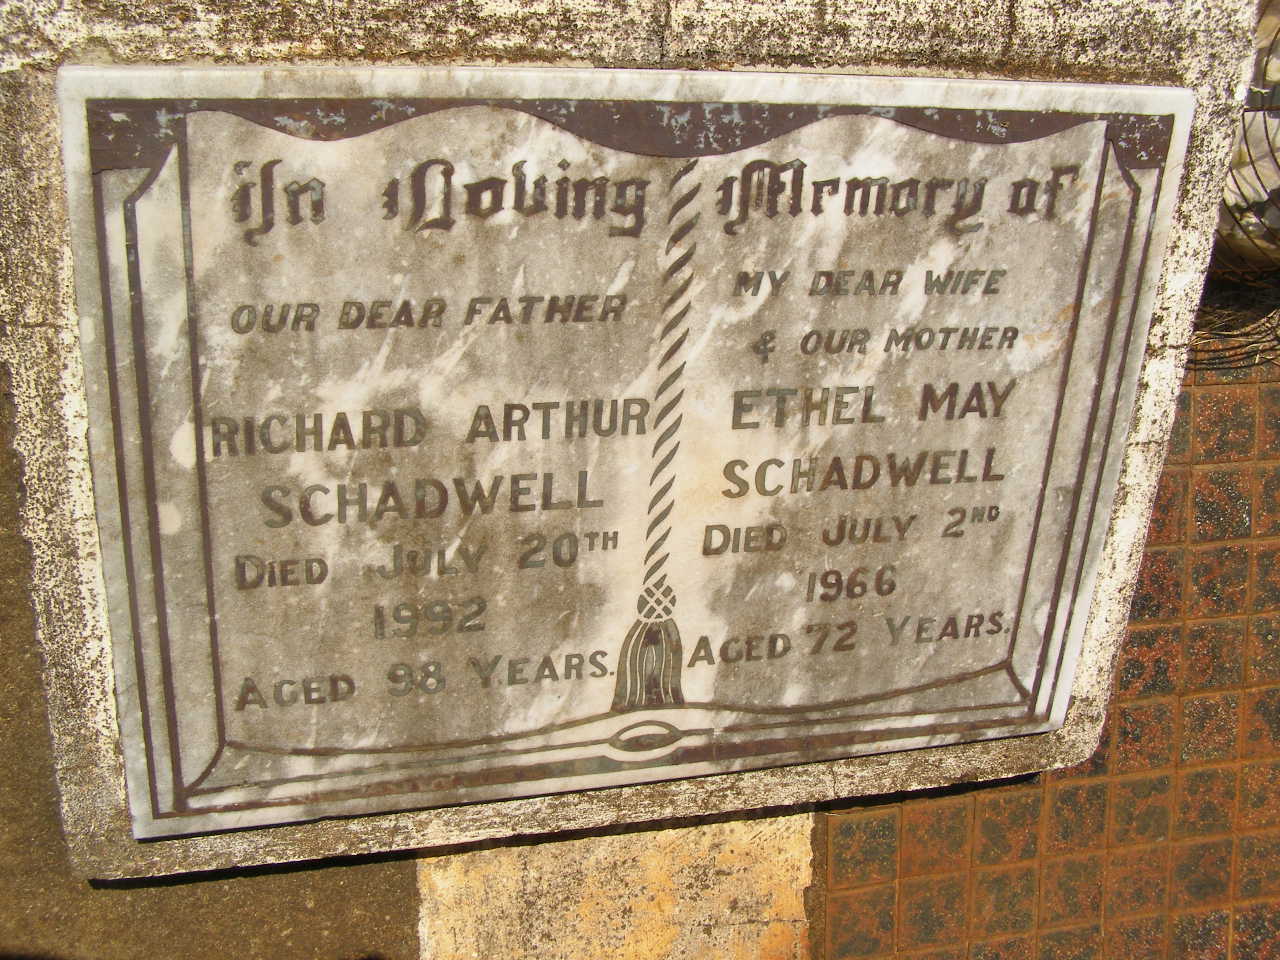 In Loving Memory of
OUR DEAR FATHER
RICHARD ARTHUR
SCHADWELL
DIED JULY 20TH
1992
AGED 98 YEARS.
MY DEAR WIFE
& OUR MOTHER
ETHEL MAY
SCHADWELL
DIED JULY 2ND
1966
AGED 72 YEARS.